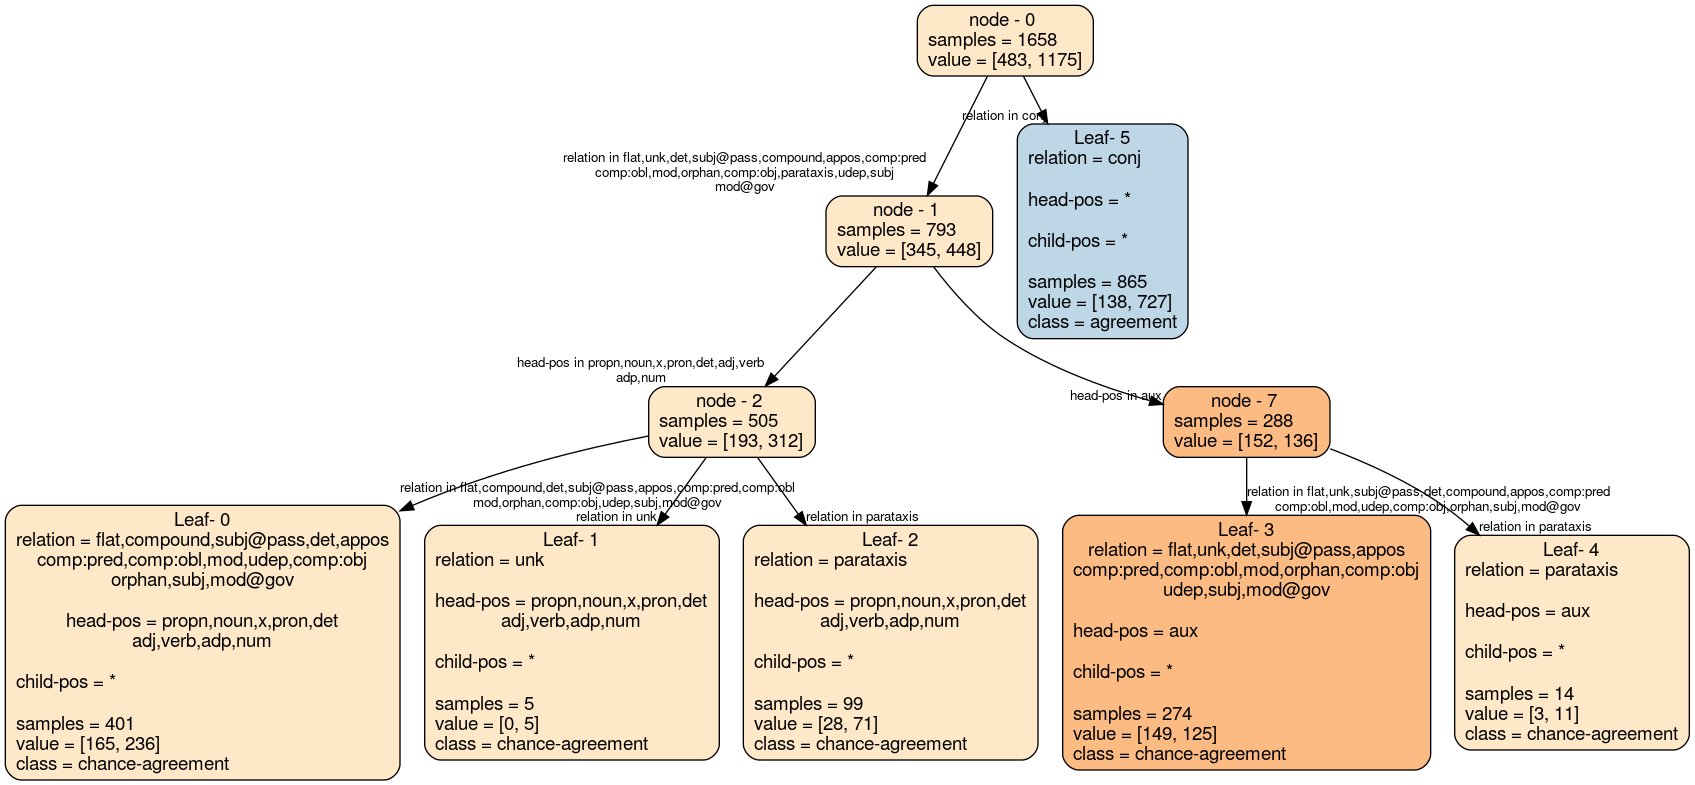 node - 0
samples = 1658
value = [483, 1175]
relation in conj
Leaf- 5
relation = conj
head-pos = *
child-pos = *
samples = 865
value = [138, 727]
class = agreement
relation in flat,unk,det,subj@pass,compound,appos,comp:pred
comp:obl,mod,orphan,comp:obj,parataxis,udep,subj
mod@gov
node - 1
samples = 793
value = [345, 448]
head-pos in propn,noun,x,pron,det,adj,verb
adp,num
head-pos in aux
node - 2
samples = 505
value = [193, 312]
node - 7
samples = 288
value = [152, 136]
relation in flat,compound,det,subj@pass,appos,comp:pred,comp:obl
mod,orphan,comp:obj,udep,subj,mod@gov
relation in unk
relation in parataxis
relation in flat,unk,subj@pass,det,compound,appos,comp:pred
comp:obl,mod,udep,comp:obj,orphan,subj,mod@gov
relation in parataxis
Leaf- 0
relation = flat,compound,subj@pass,det,appos
comp:pred,comp:obl,mod,udep,comp:obj
orphan,subj,mod@gov
head-pos = propn,noun,x,pron,det
adj,verb,adp,num
child-pos = *
samples = 401
value = [165, 236]
class = chance-agreement
Leaf- 1
relation = unk
head-pos = propn,noun,x,pron,det
adj,verb,adp,num
child-pos = *
samples = 5
value = [0, 5]
class = chance-agreement
Leaf- 2
relation = parataxis
head-pos = propn,noun,x,pron,det
adj,verb,adp,num
child-pos = *
samples = 99
value = [28, 71]
class = chance-agreement
Leaf- 3
relation = flat,unk,det,subj@pass,appos
comp:pred,comp:obl,mod,orphan,comp:obj
udep,subj,mod@gov
head-pos = aux
child-pos = *
samples = 274
value = [149, 125]
class = chance-agreement
Leaf- 4
relation = parataxis
head-pos = aux
child-pos = *
samples = 14
value = [3, 11]
class = chance-agreement